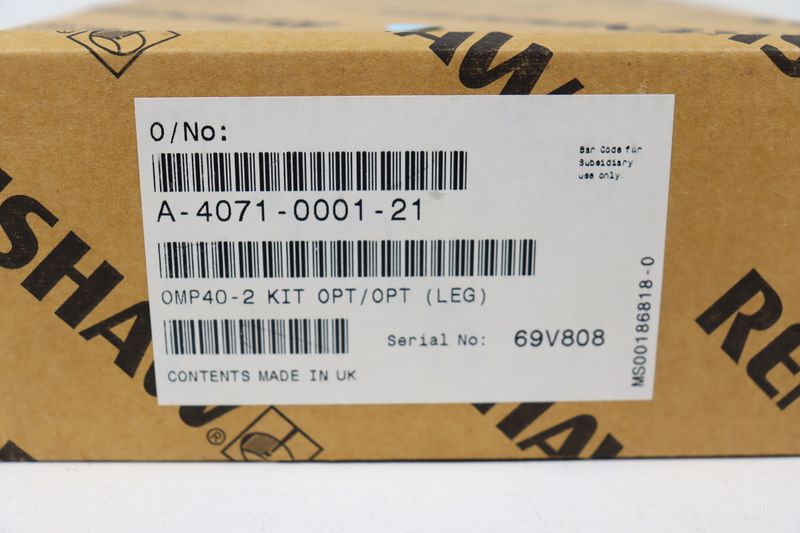 O/No:
Bar Code for
Subsidiary
use only.
A-4071-0001-21
OMP40-2 KIT OPT/OPT (LEG)
Serial No: 69V808
CONTENTS MADE IN UK
MS00186818-0